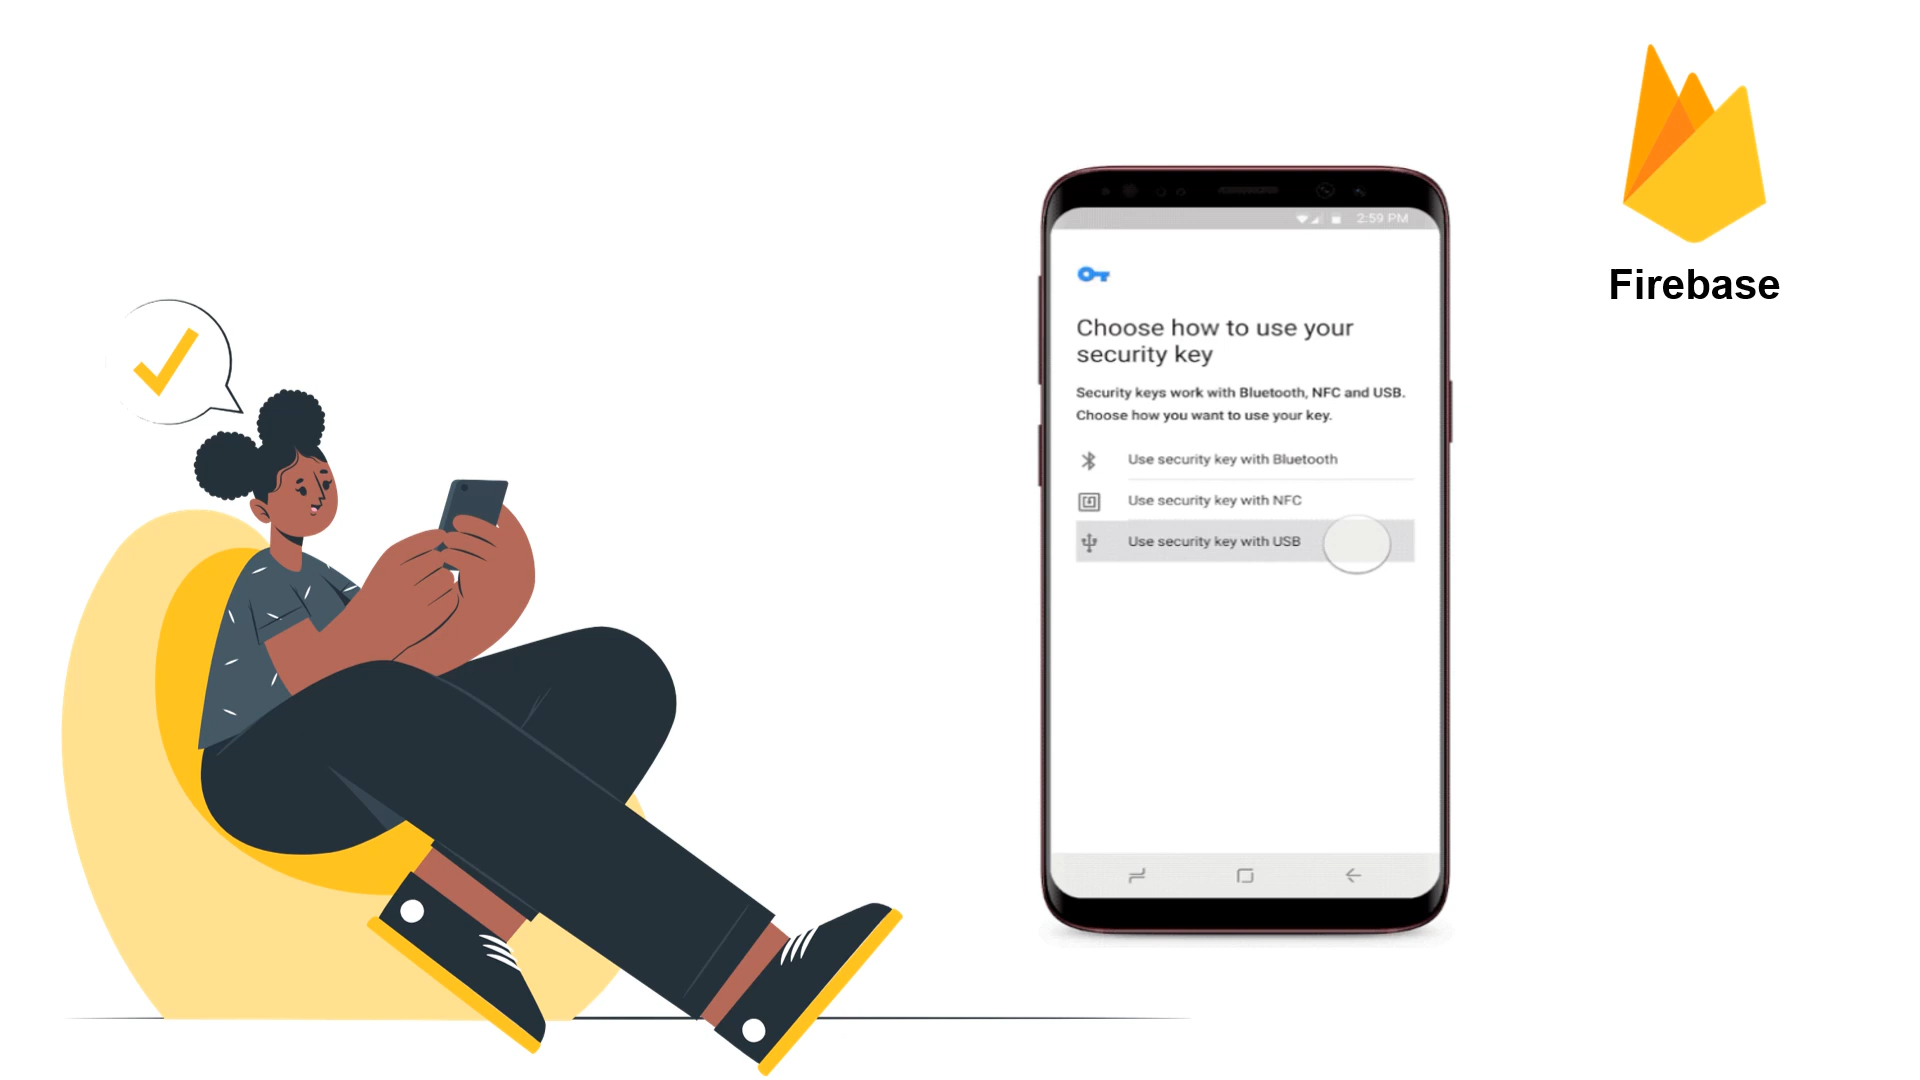 2:59 PM
Firebase
Choose how to use your
security key
Security keys work with Bluetooth, NFC and USB.
Choose how you want to use your key.
Use security key with Bluetooth
Use security key with NFC
Use security key with USB